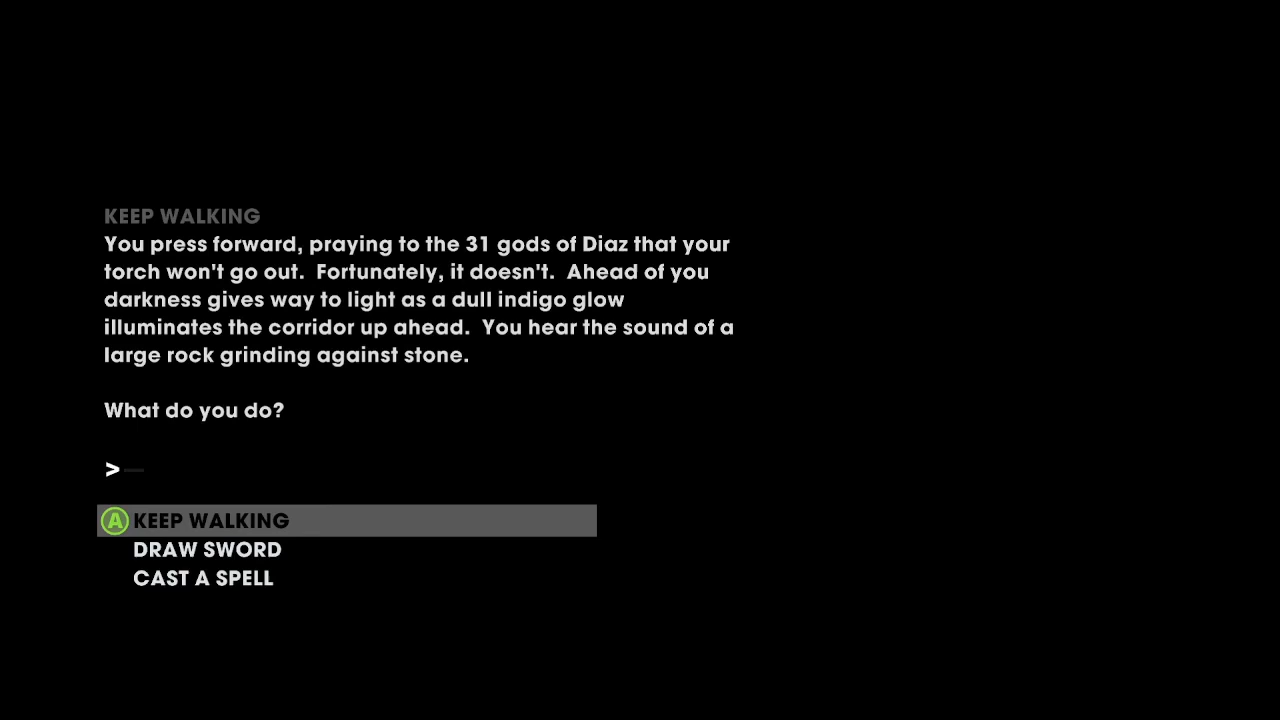 KEEP WALKING
You press forward, praying to the 31 gods of Diaz that your
torch won't go out.  Fortunately, it doesn't.  Ahead of you
darkness gives way to light as a dull indigo glow
illuminates the corridor up ahead.  You hear the sound of a
large rock grinding against stone.
What do you do?
>
A KEEP WALKING
DRAW SWORD
CAST A SPELL